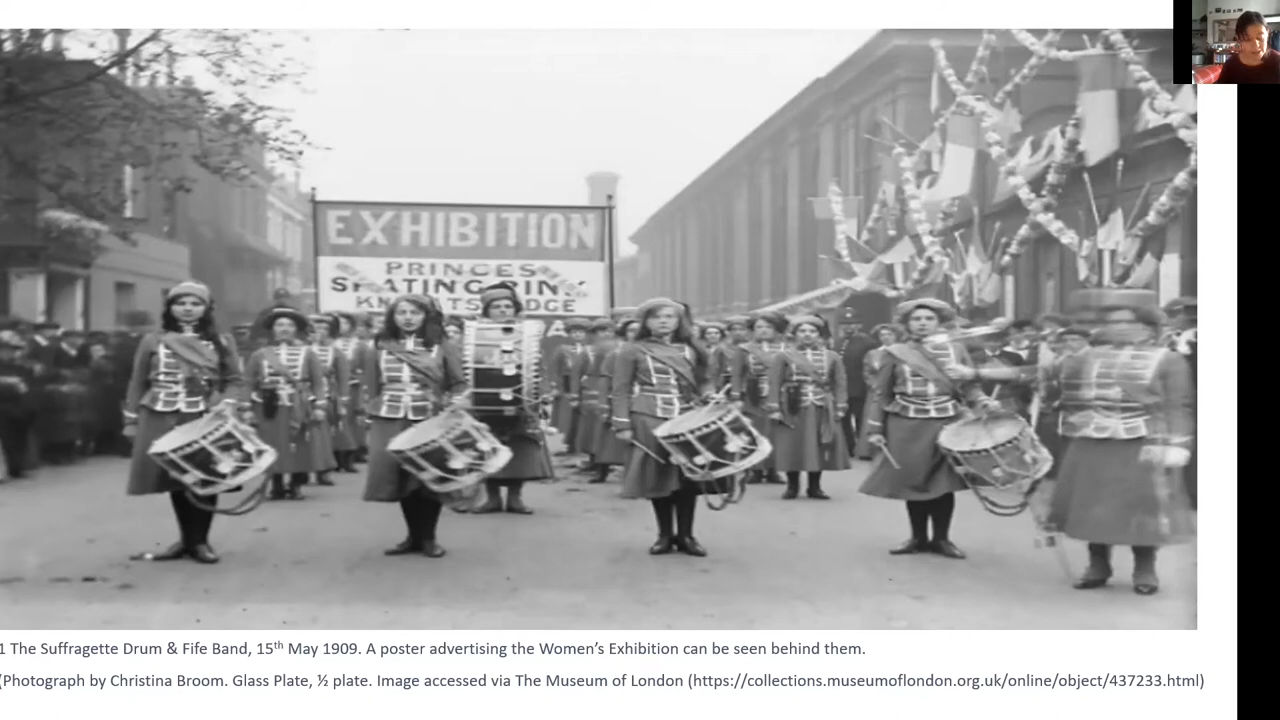 EXHIBITION
PRINCES
SKATING RINK
KNIGHTSBRIDGE
1 The Suffragette Drum & Fife Band, 15th May 1909. A poster advertising the Women's Exhibition can be seen behind them.
(Photograph by Christina Broom. Glass Plate, ½ plate. Image accessed via The Museum of London (https://collections.museumoflondon.org.uk/online/object/437233.html)